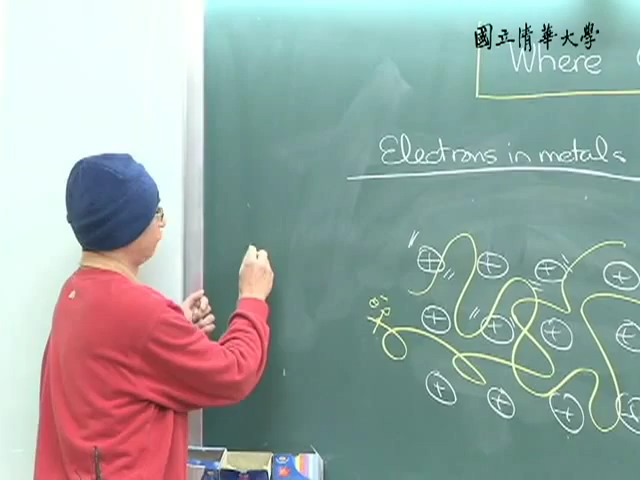 國立清華大學
Where
Electrons in metals
+ + + +
+ + + +
+ + + +